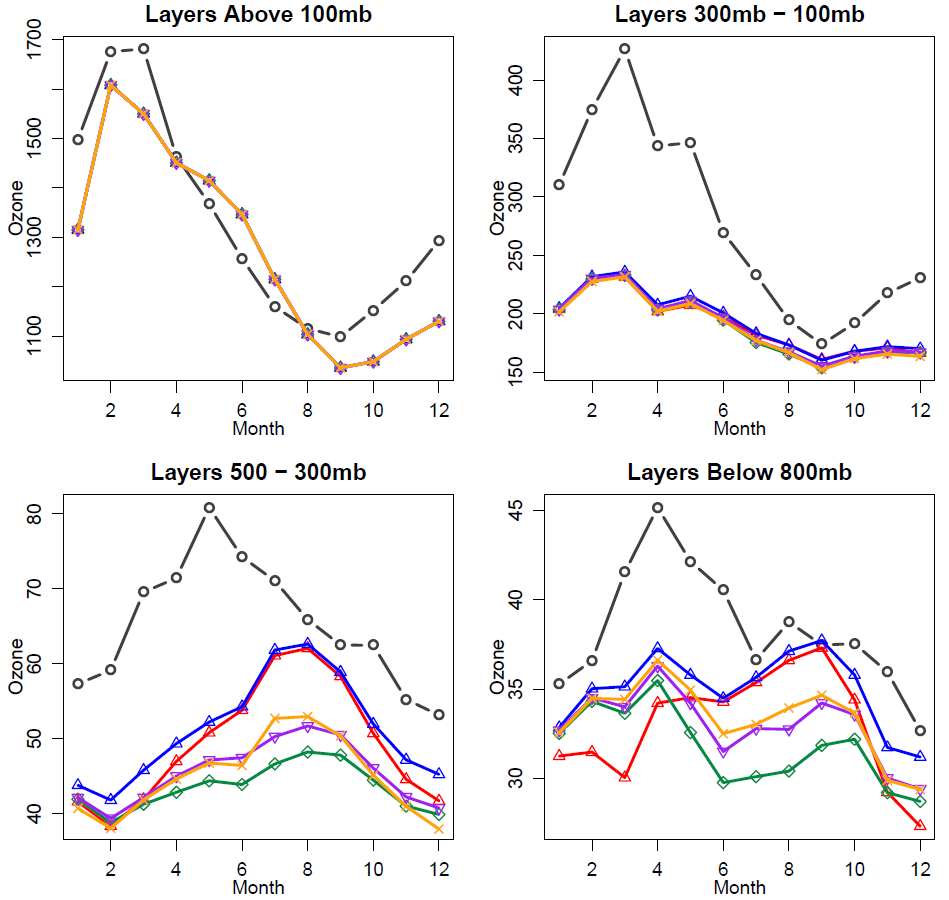 Layers Above 100mb
Ozone
1100 1300 1500 1700
2 4 6 8 10 12
Month
Layers 300mb − 100mb
Ozone
150 200 250 300 350 400
2 4 6 8 10 12
Month
Layers 500 − 300mb
Ozone
40 50 60 70 80
2 4 6 8 10 12
Month
Layers Below 800mb
Ozone
30 35 40 45
2 4 6 8 10 12
Month